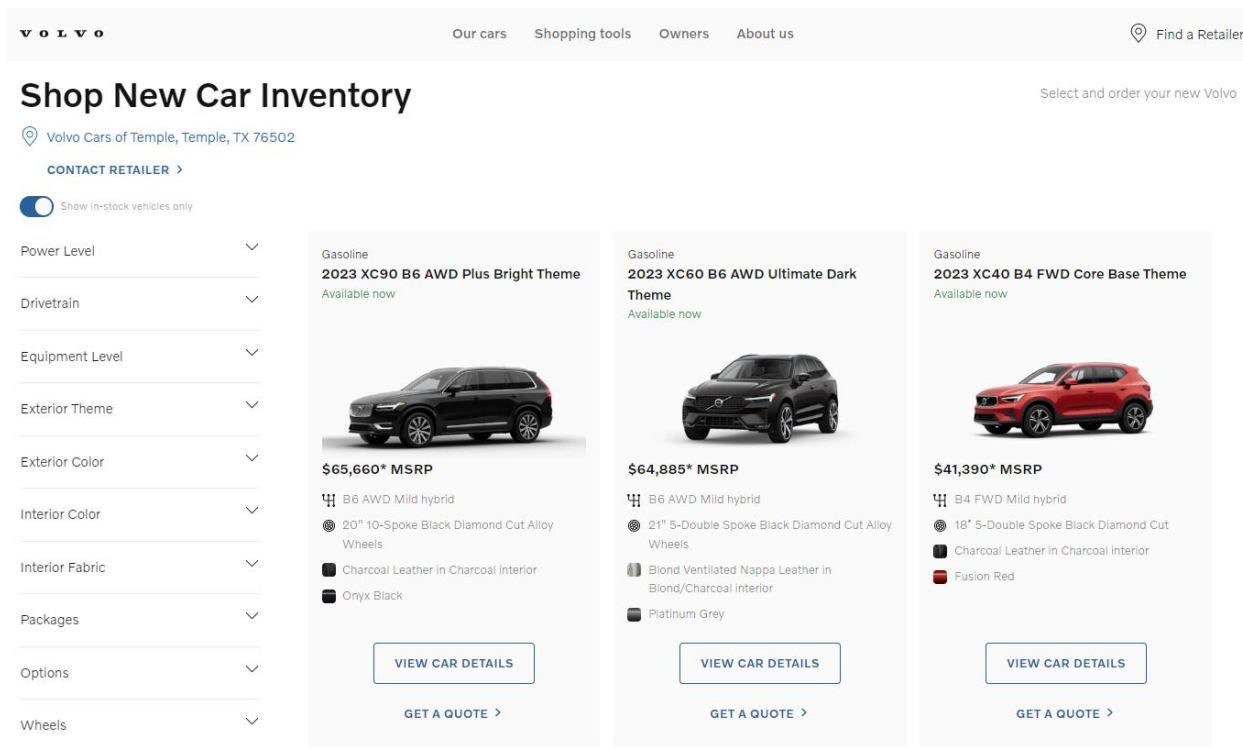 VOLVO
Our cars
Shopping tools
Owners
About us
Find a Retailer
Shop New Car Inventory
Select and order your new Volvo
Volvo Cars of Temple, Temple, TX 76502
CONTACT RETAILER
Show in-stock vehicles only
Power Level
Drivetrain
Equipment Level
Exterior Theme
Exterior Color
Interior Color
Interior Fabric
Packages
Options
Wheels
Gasoline
2023 XC90 B6 AWD Plus Bright Theme
Available now
$65,660* MSRP
B6 AWD Mild hybrid
20" 10-Spoke Black Diamond Cut Alloy
Wheels
Charcoal Leather in Charcoal interior
Onyx Black
VIEW CAR DETAILS
GET A QUOTE
Gasoline
2023 XC60 B6 AWD Ultimate Dark
Theme
Available now
$64,885* MSRP
B6 AWD Mild hybrid
21" 5-Double Spoke Black Diamond Cut Alloy
Wheels
Blond Ventilated Nappa Leather in
Blond/Charcoal interior
Platinum Grey
VIEW CAR DETAILS
GET A QUOTE
Gasoline
2023 XC40 B4 FWD Core Base Theme
Available now
$41,390* MSRP
B4 FWD Mild hybrid
18" 5-Double Spoke Black Diamond Cut
Charcoal Leather in Charcoal interior
Fusion Red
VIEW CAR DETAILS
GET A QUOTE